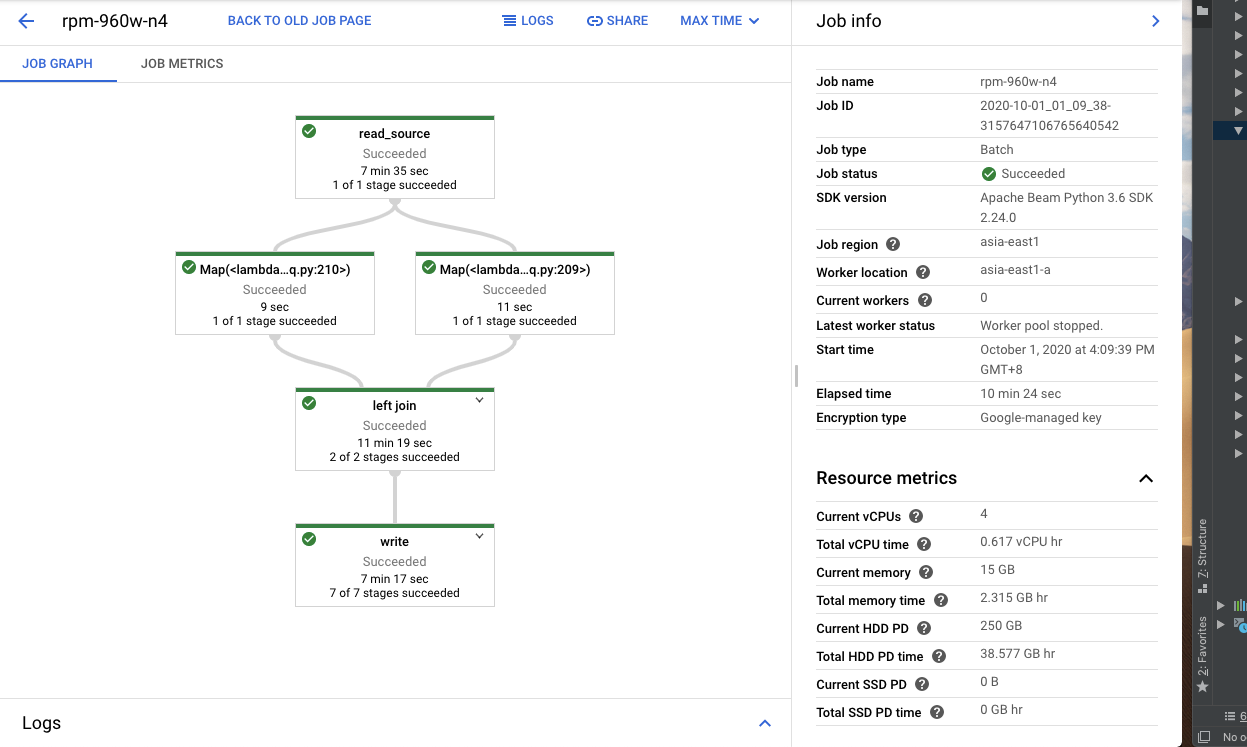 rpm-960w-n4
BACK TO OLD JOB PAGE
LOGS
SHARE
MAX TIME
JOB GRAPH
JOB METRICS
read_source
Succeeded
7 min 35 sec
1 of 1 stage succeeded
Map(<lambda...q.py:210>)
Succeeded
9 sec
1 of 1 stage succeeded
Map(<lambda...q.py:209>)
Succeeded
11 sec
1 of 1 stage succeeded
left join
Succeeded
11 min 19 sec
2 of 2 stages succeeded
write
Succeeded
7 min 17 sec
7 of 7 stages succeeded
Logs
Job info
Job name rpm-960w-n4
Job ID 2020-10-01_01_09_38-
3157647106765640542
Job type Batch
Job status Succeeded
SDK version Apache Beam Python 3.6 SDK
2.24.0
Job region ? asia-east1
Worker location ? asia-east1-a
Current workers ? 0
Latest worker status Worker pool stopped.
Start time October 1, 2020 at 4:09:39 PM
GMT+8
Elapsed time 10 min 24 sec
Encryption type Google-managed key
Resource metrics
Current vCPUs ? 4
Total vCPU time ? 0.617 vCPU hr
Current memory ? 15 GB
Total memory time ? 2.315 GB hr
Current HDD PD ? 250 GB
Total HDD PD time ? 38.577 GB hr
Current SSD PD ? 0 B
Total SSD PD time ? 0 GB hr
Z: Structure
2: Favorites
6
No o